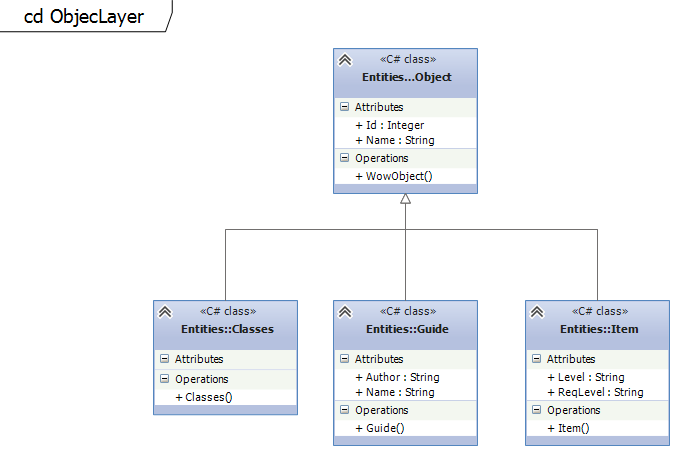 cd ObjecLayer
«C# class»
Entities...Object
Attributes
+ Id : Integer
+ Name : String
Operations
+ WowObject()
«C# class»
Entities::Classes
Attributes
Operations
+ Classes()
«C# class»
Entities::Guide
Attributes
+ Author : String
+ Name : String
Operations
+ Guide()
«C# class»
Entities::Item
Attributes
+ Level : String
+ ReqLevel : String
Operations
+ Item()